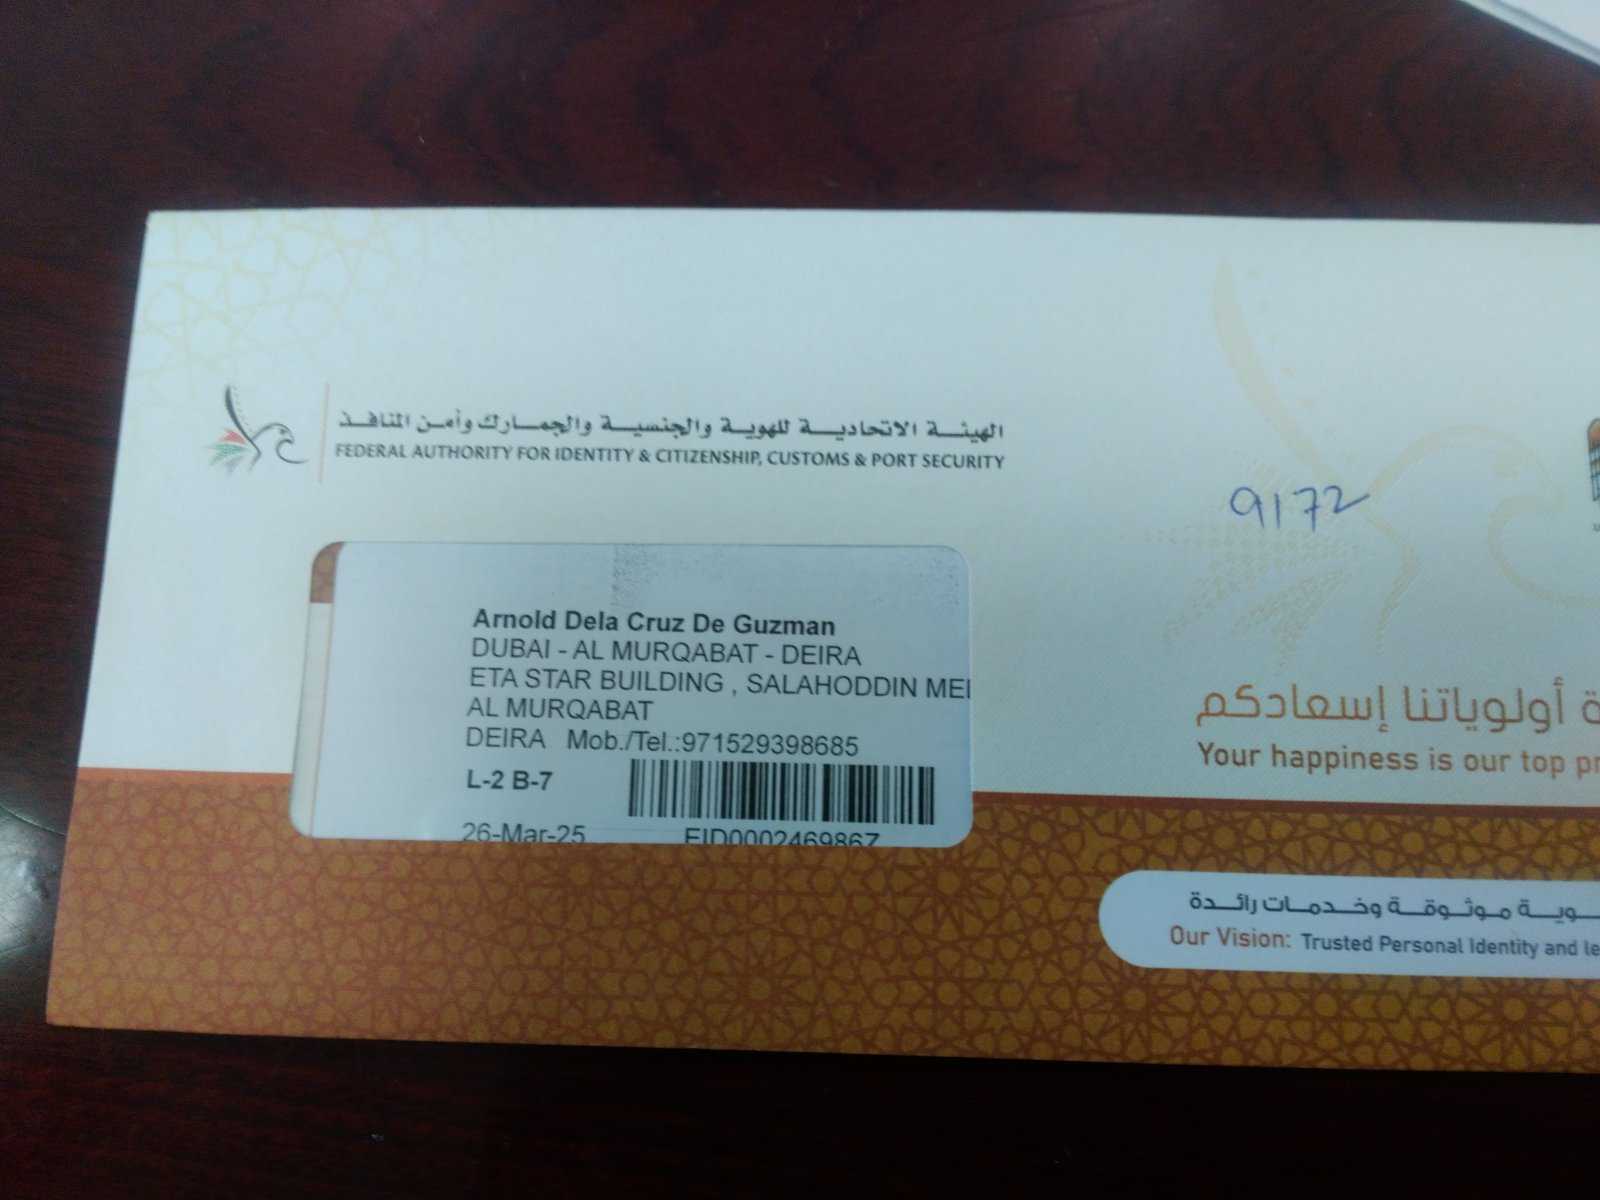 الهيئة الاتحادية للهوية والجنسية والجمارك وأمن المنافذ
FEDERAL AUTHORITY FOR IDENTITY & CITIZENSHIP, CUSTOMS & PORT SECURITY
9172
Arnold Dela Cruz De Guzman
DUBAI - AL MURQABAT - DEIRA
ETA STAR BUILDING , SALAHODDIN
AL MURQABAT
DEIRA Mob./Tel.:971529398685
L-2 B-7
26-Mar-25
EID0002469867
أولوياتنا إسعادكم
Your happiness is our top
موثوقة وخدمات رائدة
Our Vision: Trusted Personal Identity and